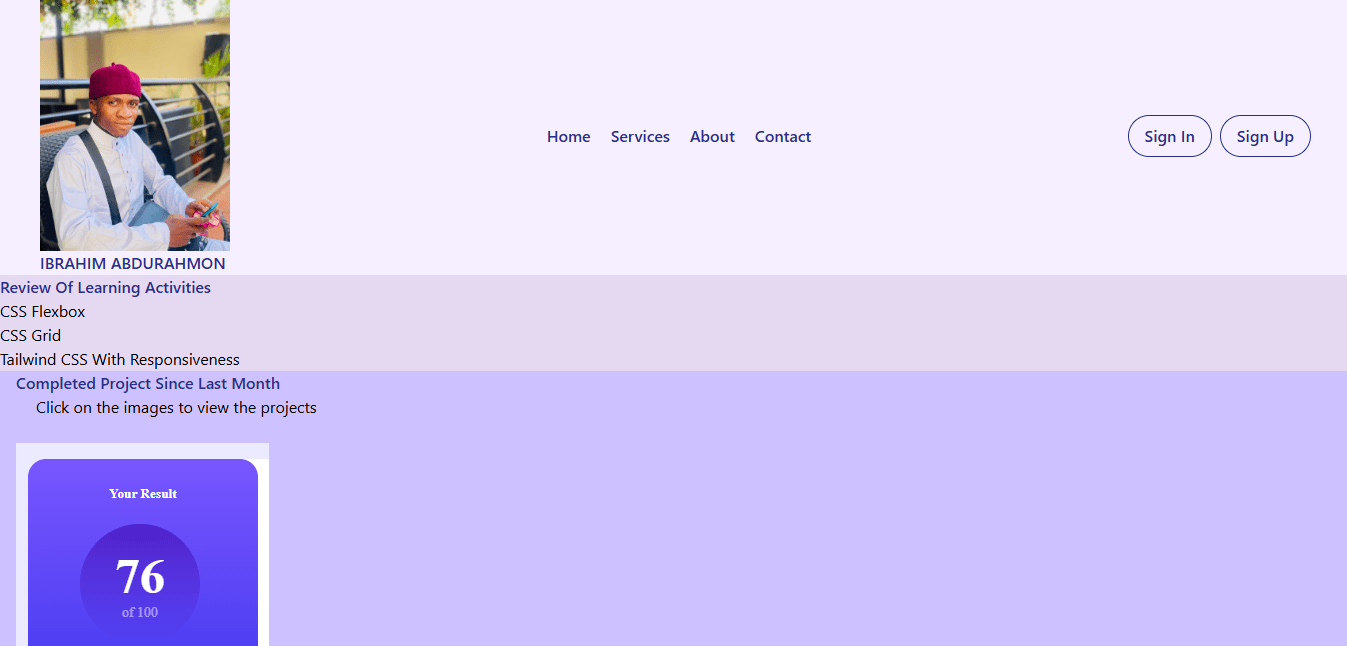 Home Services About Contact
Sign In Sign Up
IBRAHIM ABDURAHMON
Review Of Learning Activities
CSS Flexbox
CSS Grid
Tailwind CSS With Responsiveness
Completed Project Since Last Month
Click on the images to view the projects
Your Result
76
of 100